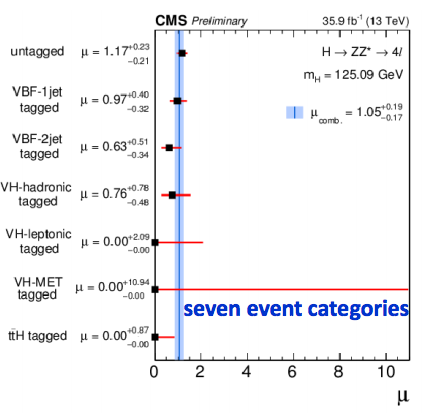 CMS Preliminary 35.9 fb⁻¹ (13 TeV)
H → ZZ* → 4l
m_H = 125.09 GeV
μ_comb. = 1.05 +0.19 −0.17
untagged μ = 1.17 +0.23 −0.21
VBF-1jet
tagged μ = 0.97 +0.40 −0.32
VBF-2jet
tagged μ = 0.63 +0.51 −0.34
VH-hadronic
tagged μ = 0.76 +0.78 −0.48
VH-leptonic
tagged μ = 0.00 +2.09 −0.00
VH-MET
tagged μ = 0.00 +10.94 −0.00
seven event categories
tt̄H tagged μ = 0.00 +0.87 −0.00
0 2 4 6 8 10
μ